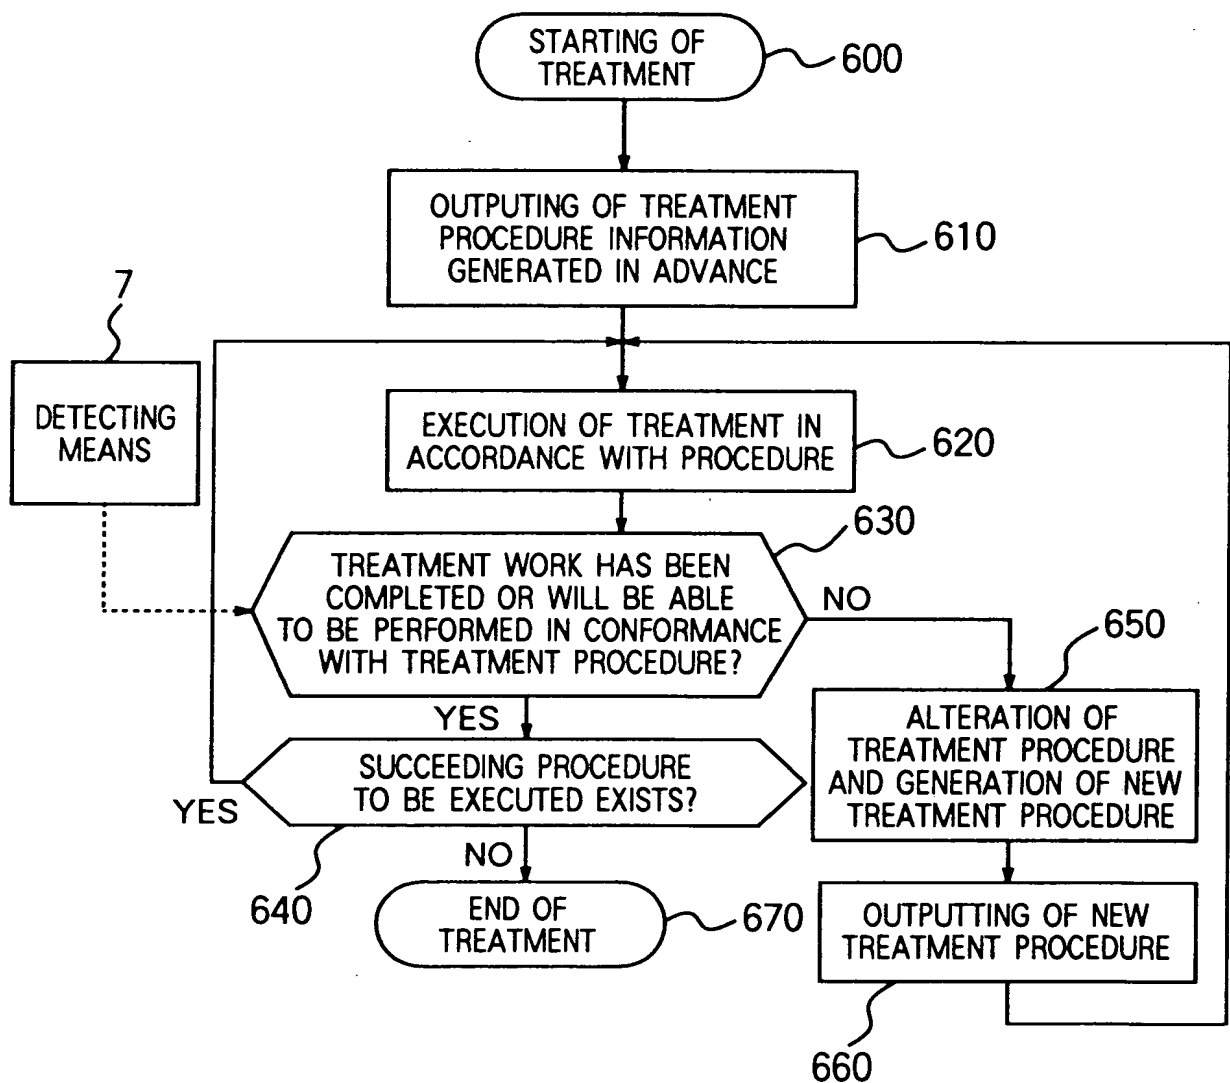 STARTING OF
TREATMENT
600
OUTPUTING OF TREATMENT
PROCEDURE INFORMATION
GENERATED IN ADVANCE
610
7
DETECTING
MEANS
EXECUTION OF TREATMENT IN
ACCORDANCE WITH PROCEDURE
620
630
TREATMENT WORK HAS BEEN
COMPLETED OR WILL BE ABLE
TO BE PERFORMED IN CONFORMANCE
WITH TREATMENT PROCEDURE?
NO
YES
650
ALTERATION OF
TREATMENT PROCEDURE
AND GENERATION OF NEW
TREATMENT PROCEDURE
SUCCEEDING PROCEDURE
TO BE EXECUTED EXISTS?
YES
NO
640
END OF
TREATMENT
670
OUTPUTTING OF NEW
TREATMENT PROCEDURE
660